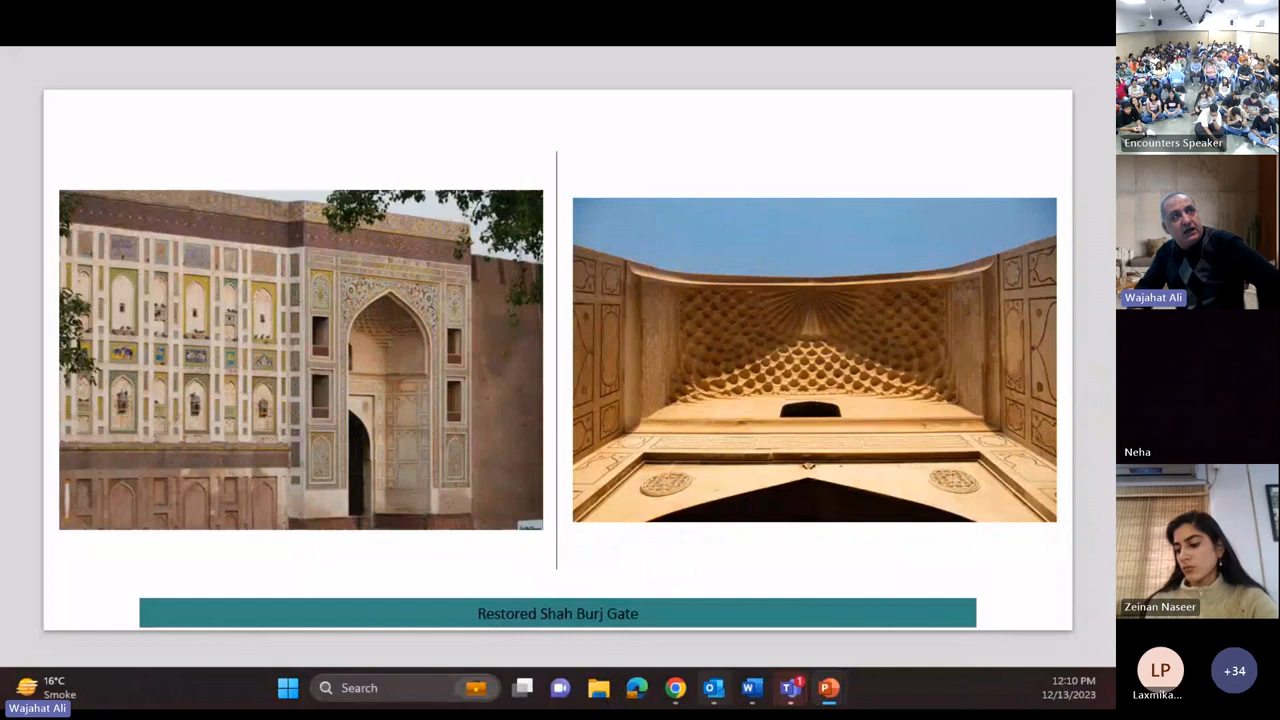 Restored Shah Burj Gate
Encounters Speaker
Wajahat Ali
Neha
Zeinan Naseer
LP
Laxmika...
+34
16°C
Smoke
Search
1
12:10 PM
12/13/2023
Wajahat Ali